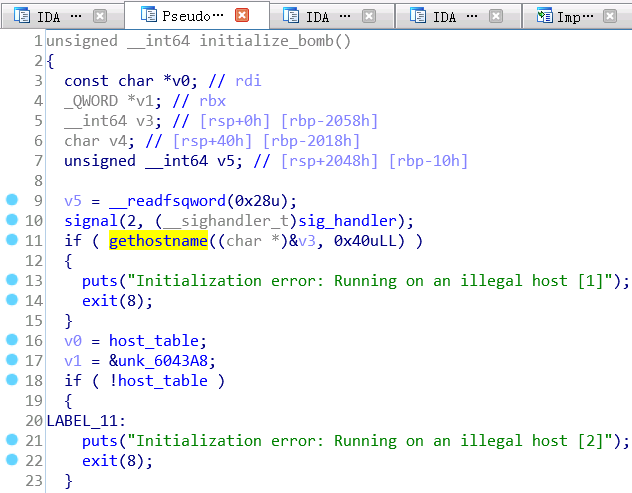 IDA ··· Pseudo··· IDA ··· IDA ··· Imp···
1 unsigned __int64 initialize_bomb()
2 {
3 const char *v0; // rdi
4 _QWORD *v1; // rbx
5 __int64 v3; // [rsp+0h] [rbp-2058h]
6 char v4; // [rsp+40h] [rbp-2018h]
7 unsigned __int64 v5; // [rsp+2048h] [rbp-10h]
8
9 v5 = __readfsqword(0x28u);
10 signal(2, (__sighandler_t)sig_handler);
11 if ( gethostname((char *)&v3, 0x40uLL) )
12 {
13 puts("Initialization error: Running on an illegal host [1]");
14 exit(8);
15 }
16 v0 = host_table;
17 v1 = &unk_6043A8;
18 if ( !host_table )
19 {
20 LABEL_11:
21 puts("Initialization error: Running on an illegal host [2]");
22 exit(8);
23 }